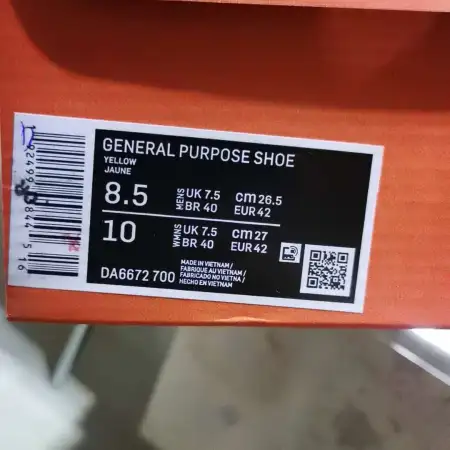 GENERAL PURPOSE SHOE
YELLOW
JAUNE
8.5 MENS UK 7.5 cm 26.5
BR 40 EUR 42
10 WMNS UK 7.5 cm 27
BR 40 EUR 42
MADE IN VIETNAM /
FABRIQUÉ AU VIETNAM /
FABRICADO NO VIETNA /
HECHO EN VIETNAM
DA6672 700